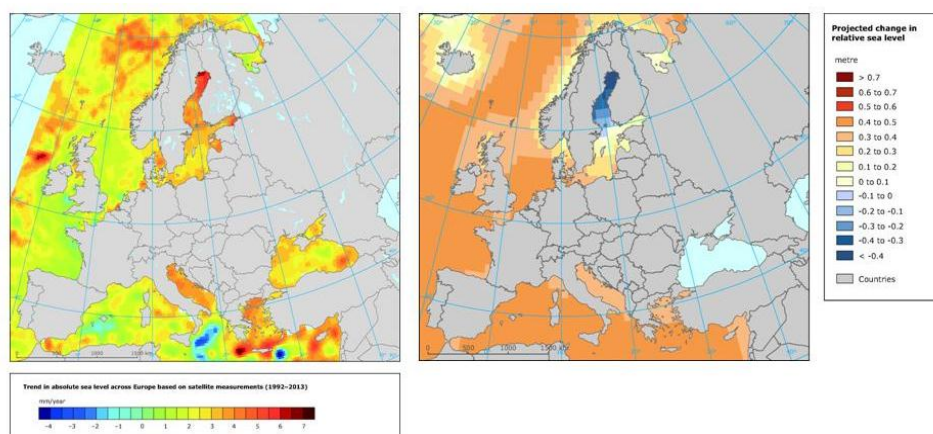 Projected change in
relative sea level
metre
> 0.7
0.6 to 0.7
0.5 to 0.6
0.4 to 0.5
0.3 to 0.4
0.2 to 0.3
0.1 to 0.2
0 to 0.1
-0.1 to 0
-0.2 to -0.1
-0.3 to -0.2
-0.4 to -0.3
< -0.4
Countries
0 500 1000 1500 km
Trend in absolute sea level across Europe based on satellite measurements (1992–2013)
mm/year
-4 -3 -2 -1 0 1 2 3 4 5 6 7